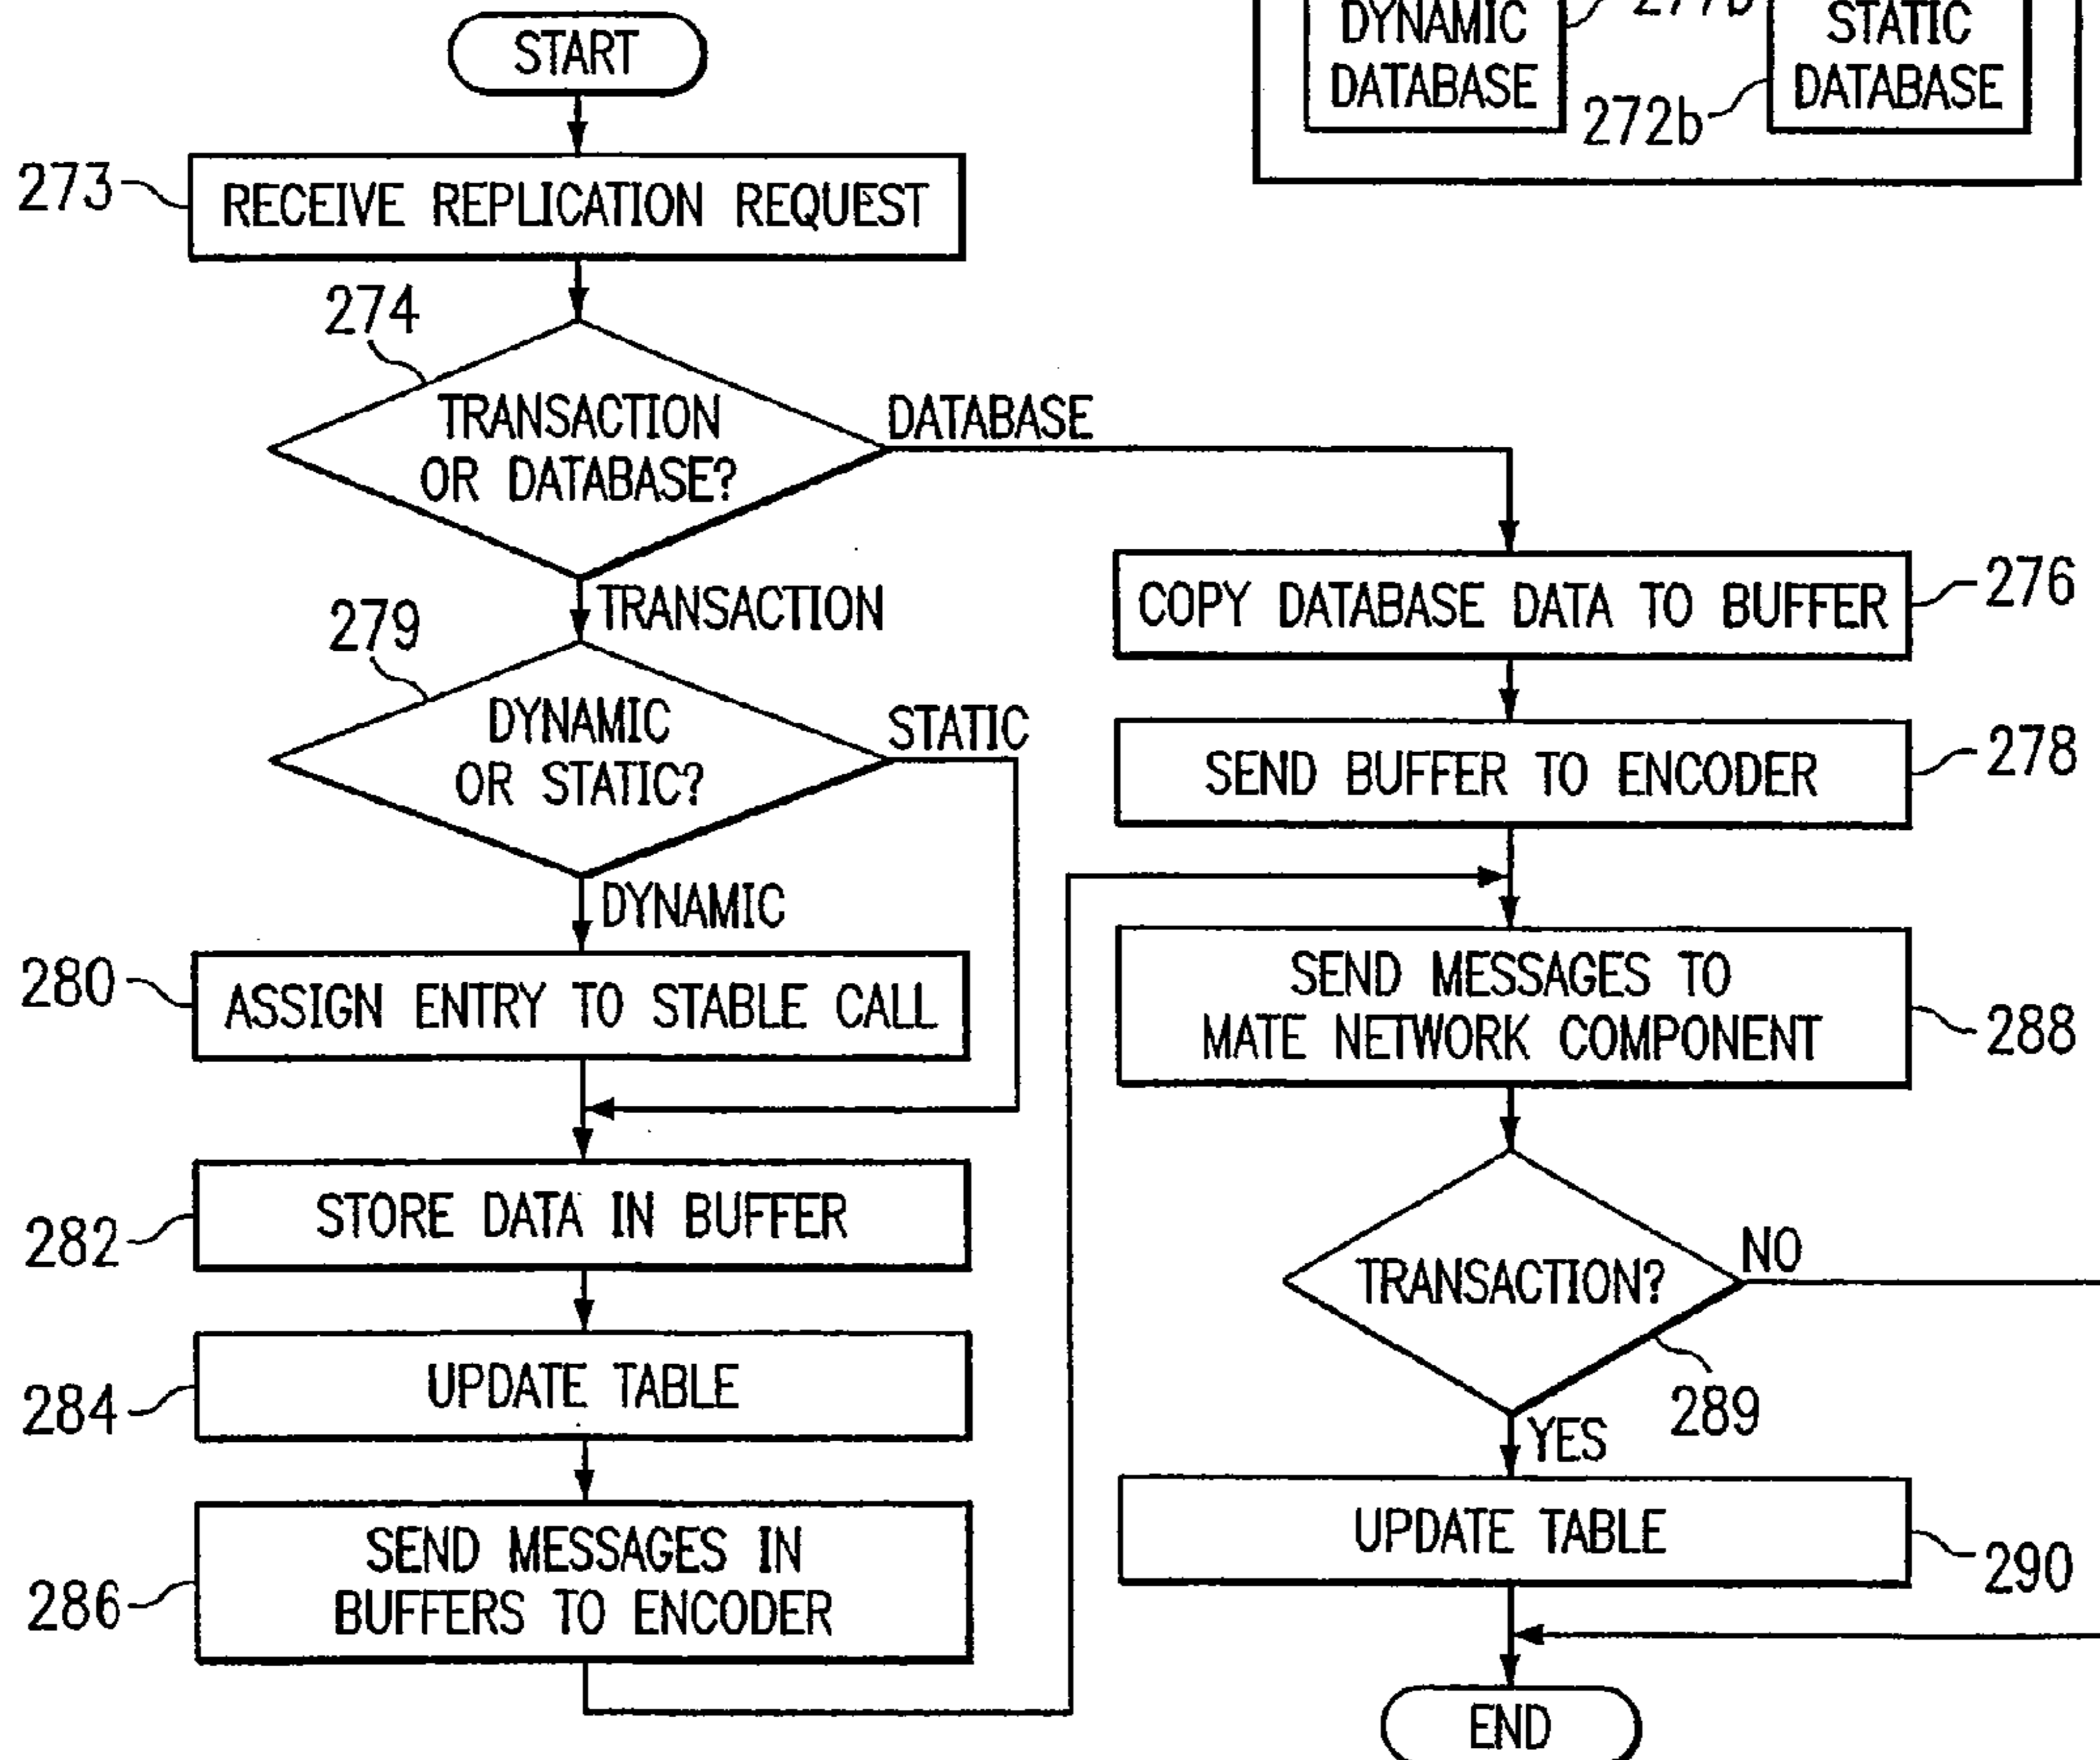 START
273
RECEIVE REPLICATION REQUEST
274
TRANSACTION
OR DATABASE?
DATABASE
TRANSACTION
279
DYNAMIC
OR STATIC?
STATIC
DYNAMIC
280
ASSIGN ENTRY TO STABLE CALL
282
STORE DATA IN BUFFER
284
UPDATE TABLE
286
SEND MESSAGES IN
BUFFERS TO ENCODER
DYNAMIC
DATABASE
277b
STATIC
DATABASE
272b
COPY DATABASE DATA TO BUFFER
276
SEND BUFFER TO ENCODER
278
SEND MESSAGES TO
MATE NETWORK COMPONENT
288
TRANSACTION?
NO
289
YES
UPDATE TABLE
290
END